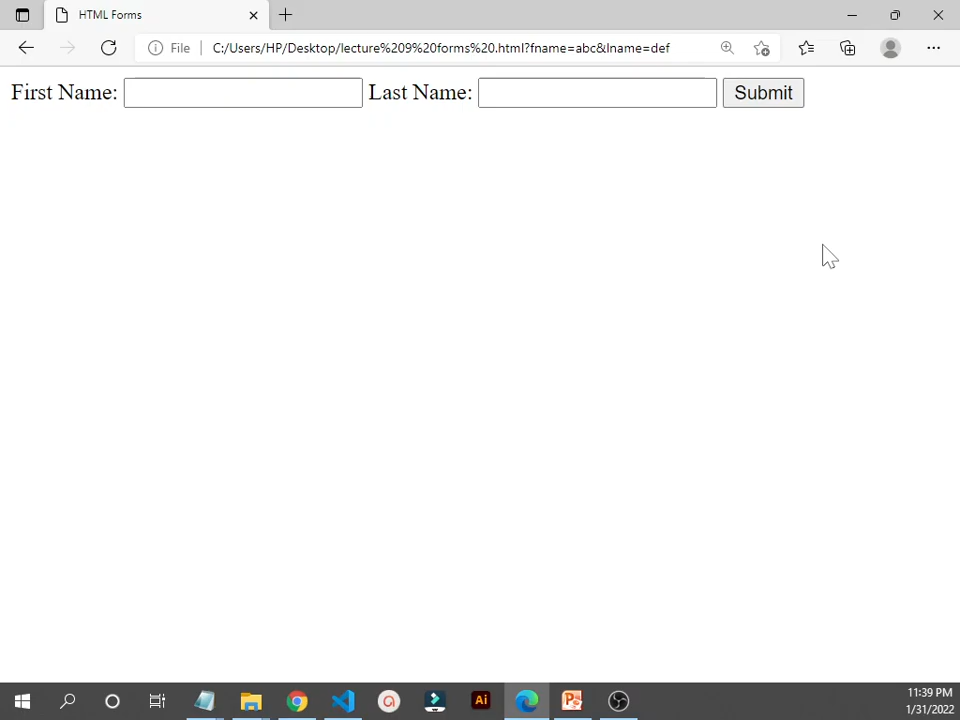 HTML Forms
File C:/Users/HP/Desktop/lecture%209%20forms%20.html?fname=abc&lname=def
First Name: Last Name: Submit
Ai
11:39 PM
1/31/2022